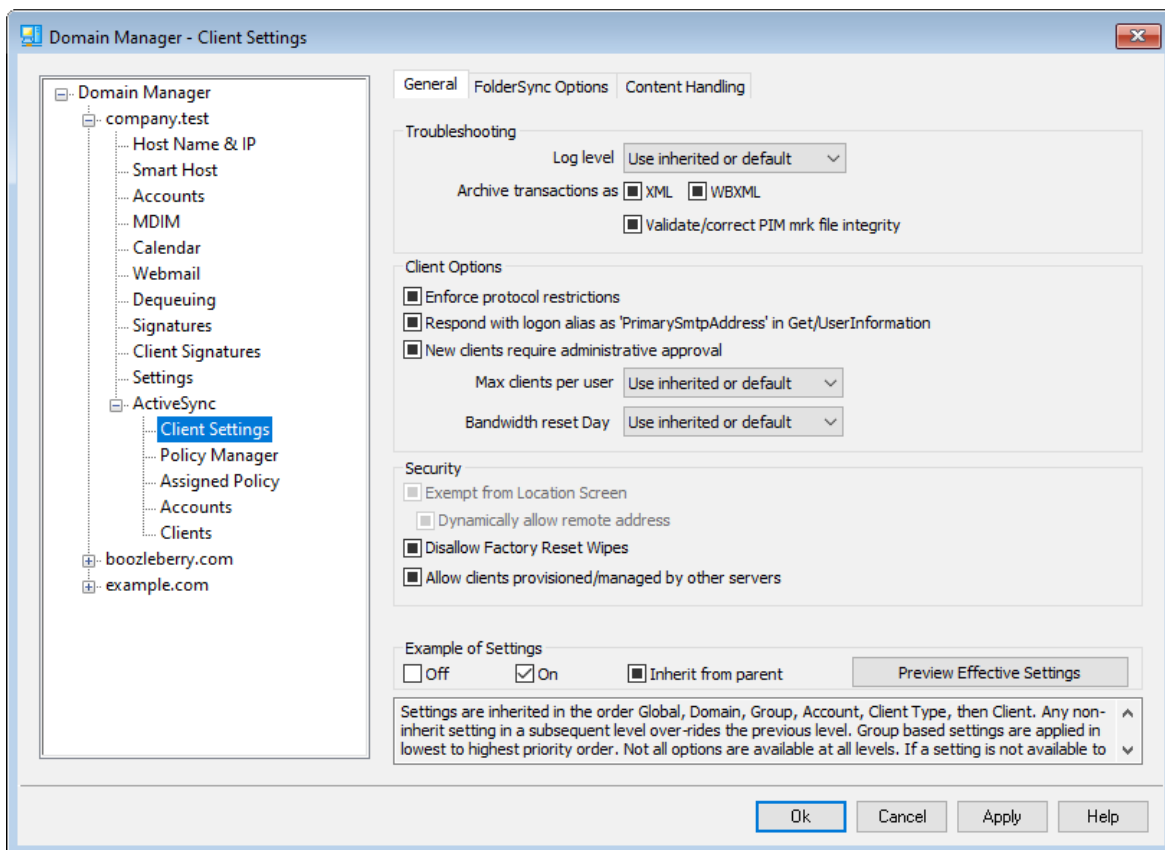 Domain Manager - Client Settings
Domain Manager
company.test
Host Name & IP
Smart Host
Accounts
MDIM
Calendar
Webmail
Dequeuing
Signatures
Client Signatures
Settings
ActiveSync
Client Settings
Policy Manager
Assigned Policy
Accounts
Clients
boozleberry.com
example.com
General FolderSync Options Content Handling
Troubleshooting
Log level Use inherited or default
Archive transactions as XML WBXML
Validate/correct PIM mrk file integrity
Client Options
Enforce protocol restrictions
Respond with logon alias as 'PrimarySmtpAddress' in Get/UserInformation
New clients require administrative approval
Max clients per user Use inherited or default
Bandwidth reset Day Use inherited or default
Security
Exempt from Location Screen
Dynamically allow remote address
Disallow Factory Reset Wipes
Allow clients provisioned/managed by other servers
Example of Settings
Off On Inherit from parent Preview Effective Settings
Settings are inherited in the order Global, Domain, Group, Account, Client Type, then Client. Any non-
inherit setting in a subsequent level over-rides the previous level. Group based settings are applied in
lowest to highest priority order. Not all options are available at all levels. If a setting is not available to
Ok Cancel Apply Help